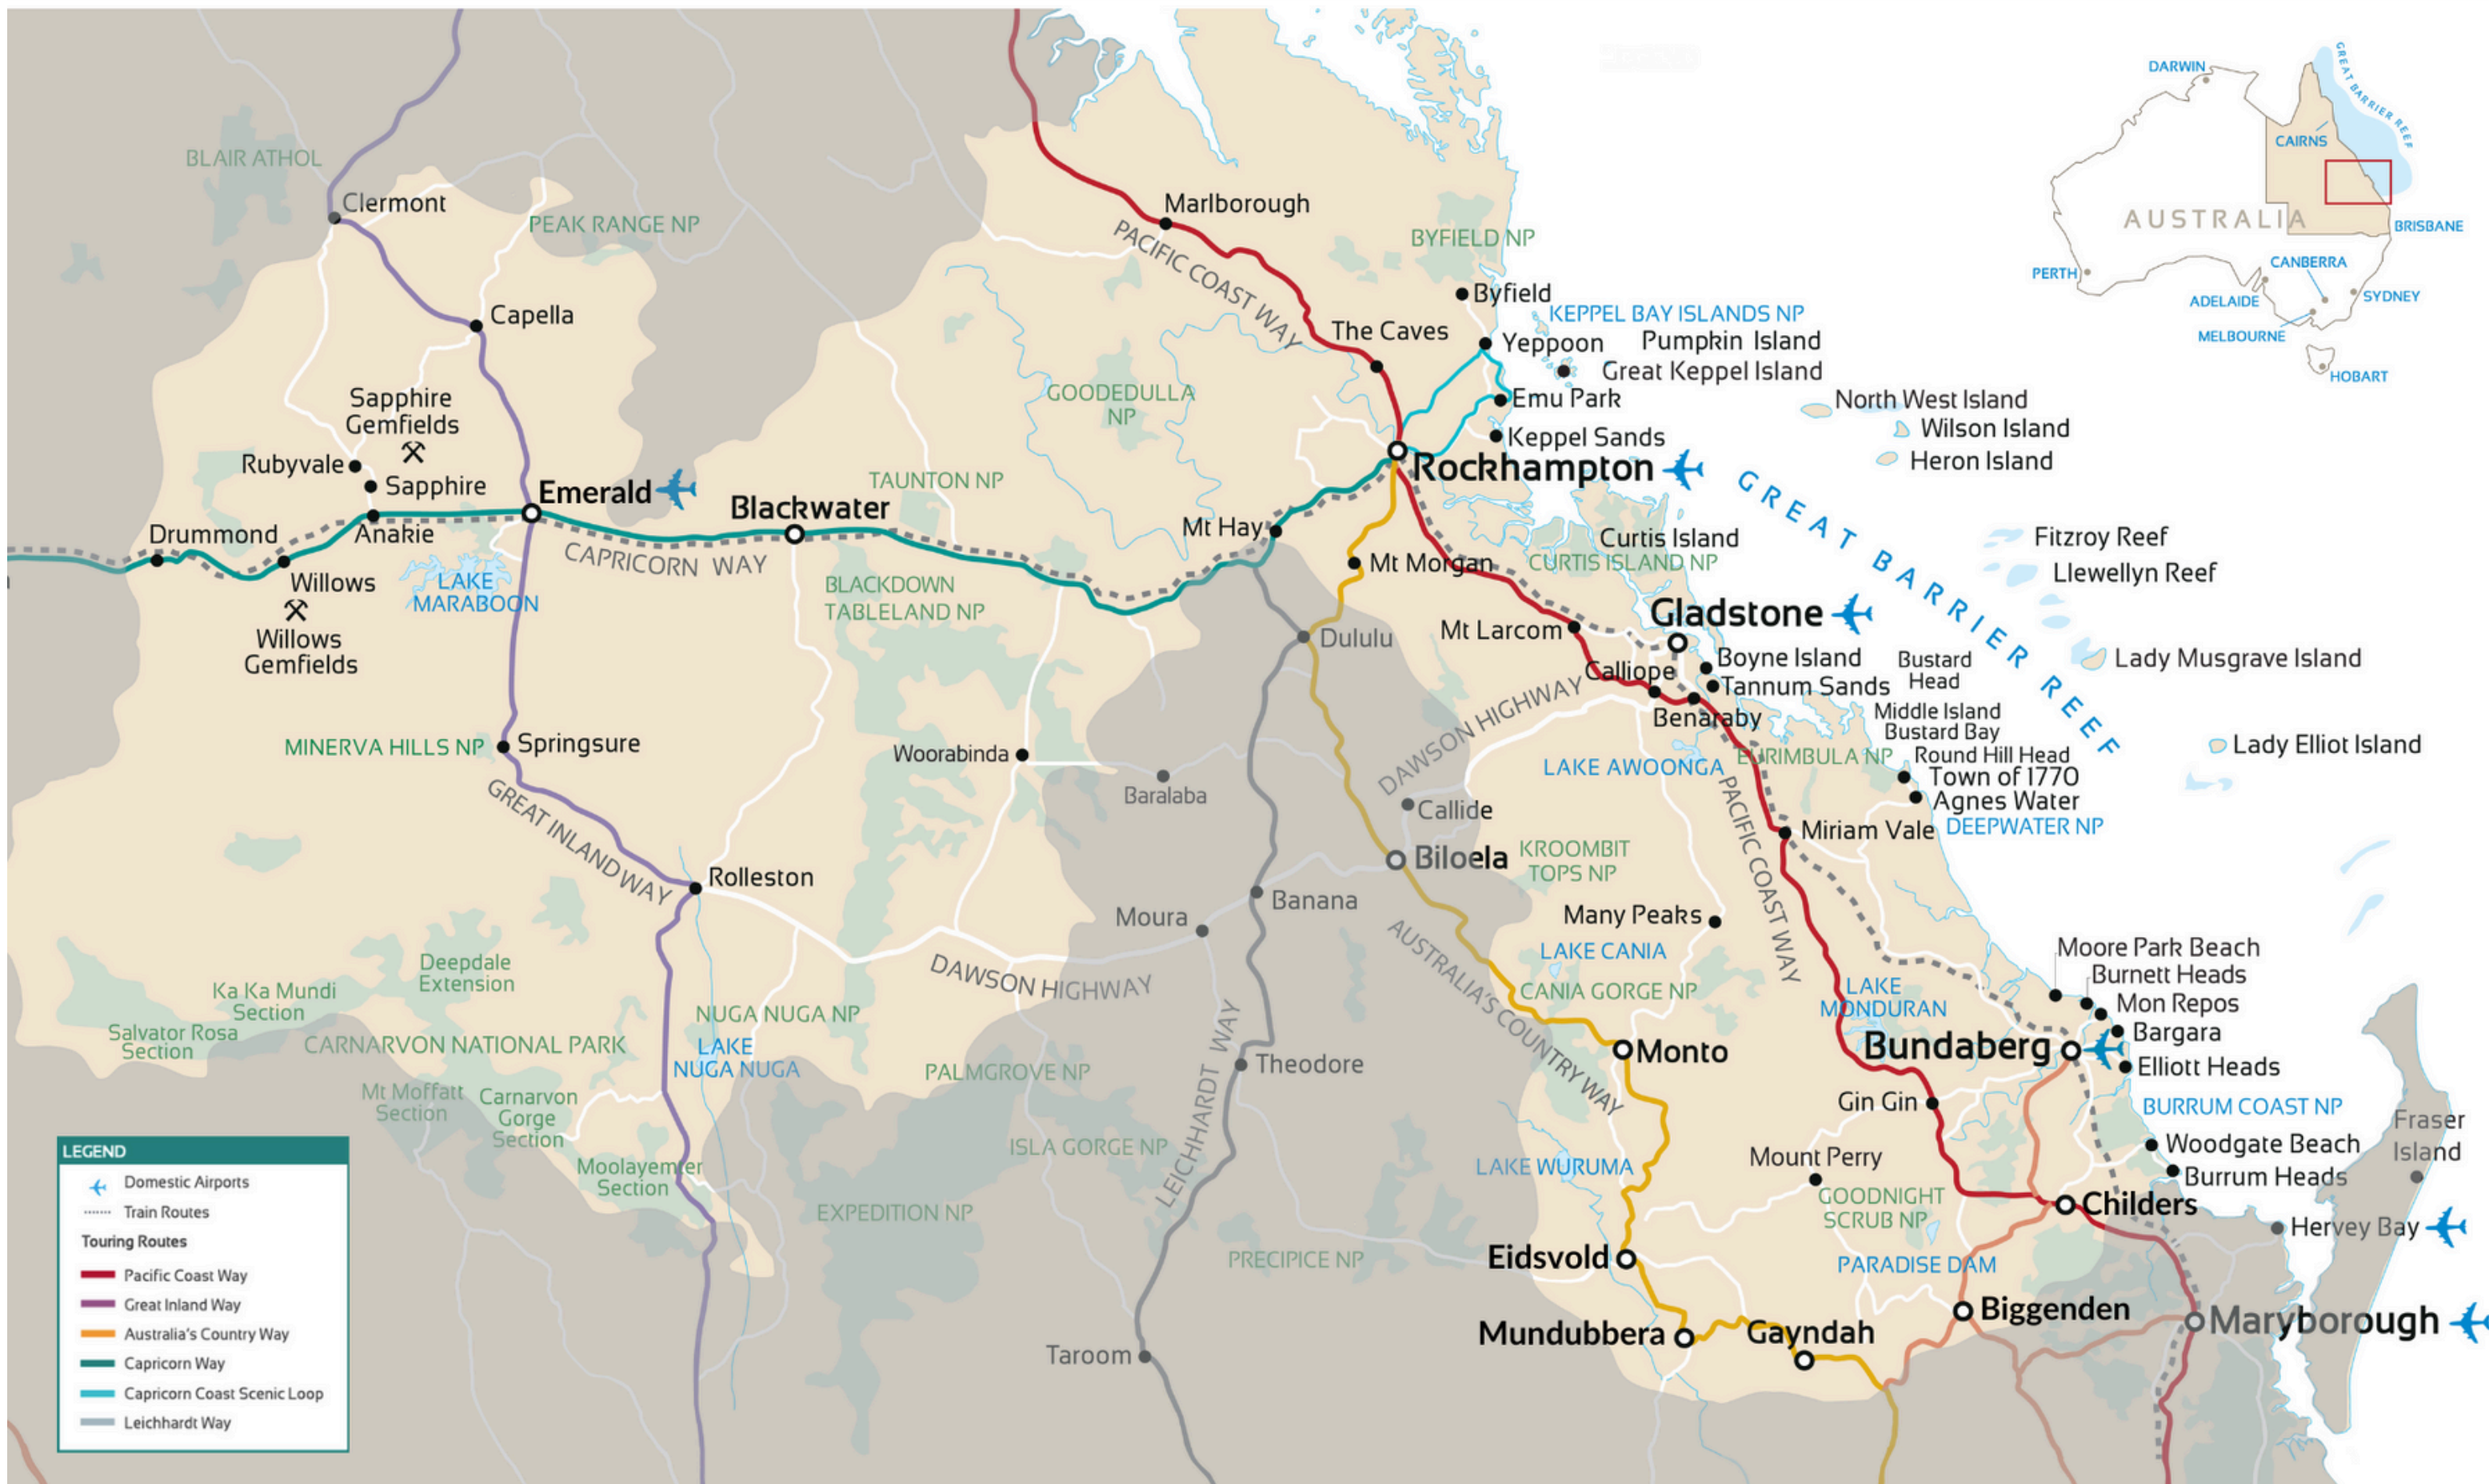 DARWIN
GREAT BARRIER REEF
CAIRNS
AUSTRALIA
BRISBANE
PERTH
CANBERRA
ADELAIDE
SYDNEY
MELBOURNE
HOBART
BLAIR ATHOL
Clermont
PEAK RANGE NP
Marlborough
PACIFIC COAST WAY
BYFIELD NP
Byfield
KEPPEL BAY ISLANDS NP
Capella
The Caves
Yeppoon
Pumpkin Island
Great Keppel Island
Sapphire
Gemfields
GOODEDULLA
NP
Emu Park
North West Island
Wilson Island
Keppel Sands
Heron Island
Rubyvale
Sapphire
Emerald
Blackwater
TAUNTON NP
Rockhampton
GREAT BARRIER REEF
Drummond
Anakie
CAPRICORN WAY
Mt Hay
Curtis Island
CURTIS ISLAND NP
Mt Morgan
Fitzroy Reef
Llewellyn Reef
Willows
LAKE
MARABOON
BLACKDOWN
TABLELAND NP
Willows
Gemfields
Gladstone
Dululu
Mt Larcom
Boyne Island
Bustard
Head
Lady Musgrave Island
Calliope
Tannum Sands
DAWSON HIGHWAY
Benaraby
Middle Island
Bustard Bay
MINERVA HILLS NP
Springsure
Woorabinda
LAKE AWOONGA
EURIMBULA NP
Round Hill Head
Lady Elliot Island
Town of 1770
Agnes Water
DEEPWATER NP
GREAT INLAND WAY
Baralaba
Callide
PACIFIC COAST WAY
Miriam Vale
Biloela
KROOMBIT
TOPS NP
Rolleston
Banana
Moura
Many Peaks
AUSTRALIA'S COUNTRY WAY
LAKE CANIA
Moore Park Beach
Burnett Heads
Deepdale
Extension
DAWSON HIGHWAY
CANIA GORGE NP
LAKE
MONDURAN
Mon Repos
Ka Ka Mundi
Section
Salvator Rosa
Section
NUGA NUGA NP
Bargara
CARNARVON NATIONAL PARK
LAKE
NUGA NUGA
LEICHHARDT WAY
Monto
Bundaberg
Theodore
Elliott Heads
PALMGROVE NP
Mt Moffatt
Section
Carnarvon
Gorge
Section
Gin Gin
BURRUM COAST NP
Fraser
Island
ISLA GORGE NP
Woodgate Beach
Mount Perry
LAKE WURUMA
Moolayember
Section
Burrum Heads
GOODNIGHT
SCRUB NP
Childers
EXPEDITION NP
Hervey Bay
PRECIPICE NP
Eidsvold
PARADISE DAM
Biggenden
Maryborough
Mundubbera
Gayndah
Taroom
LEGEND
Domestic Airports
Train Routes
Touring Routes
Pacific Coast Way
Great Inland Way
Australia's Country Way
Capricorn Way
Capricorn Coast Scenic Loop
Leichhardt Way